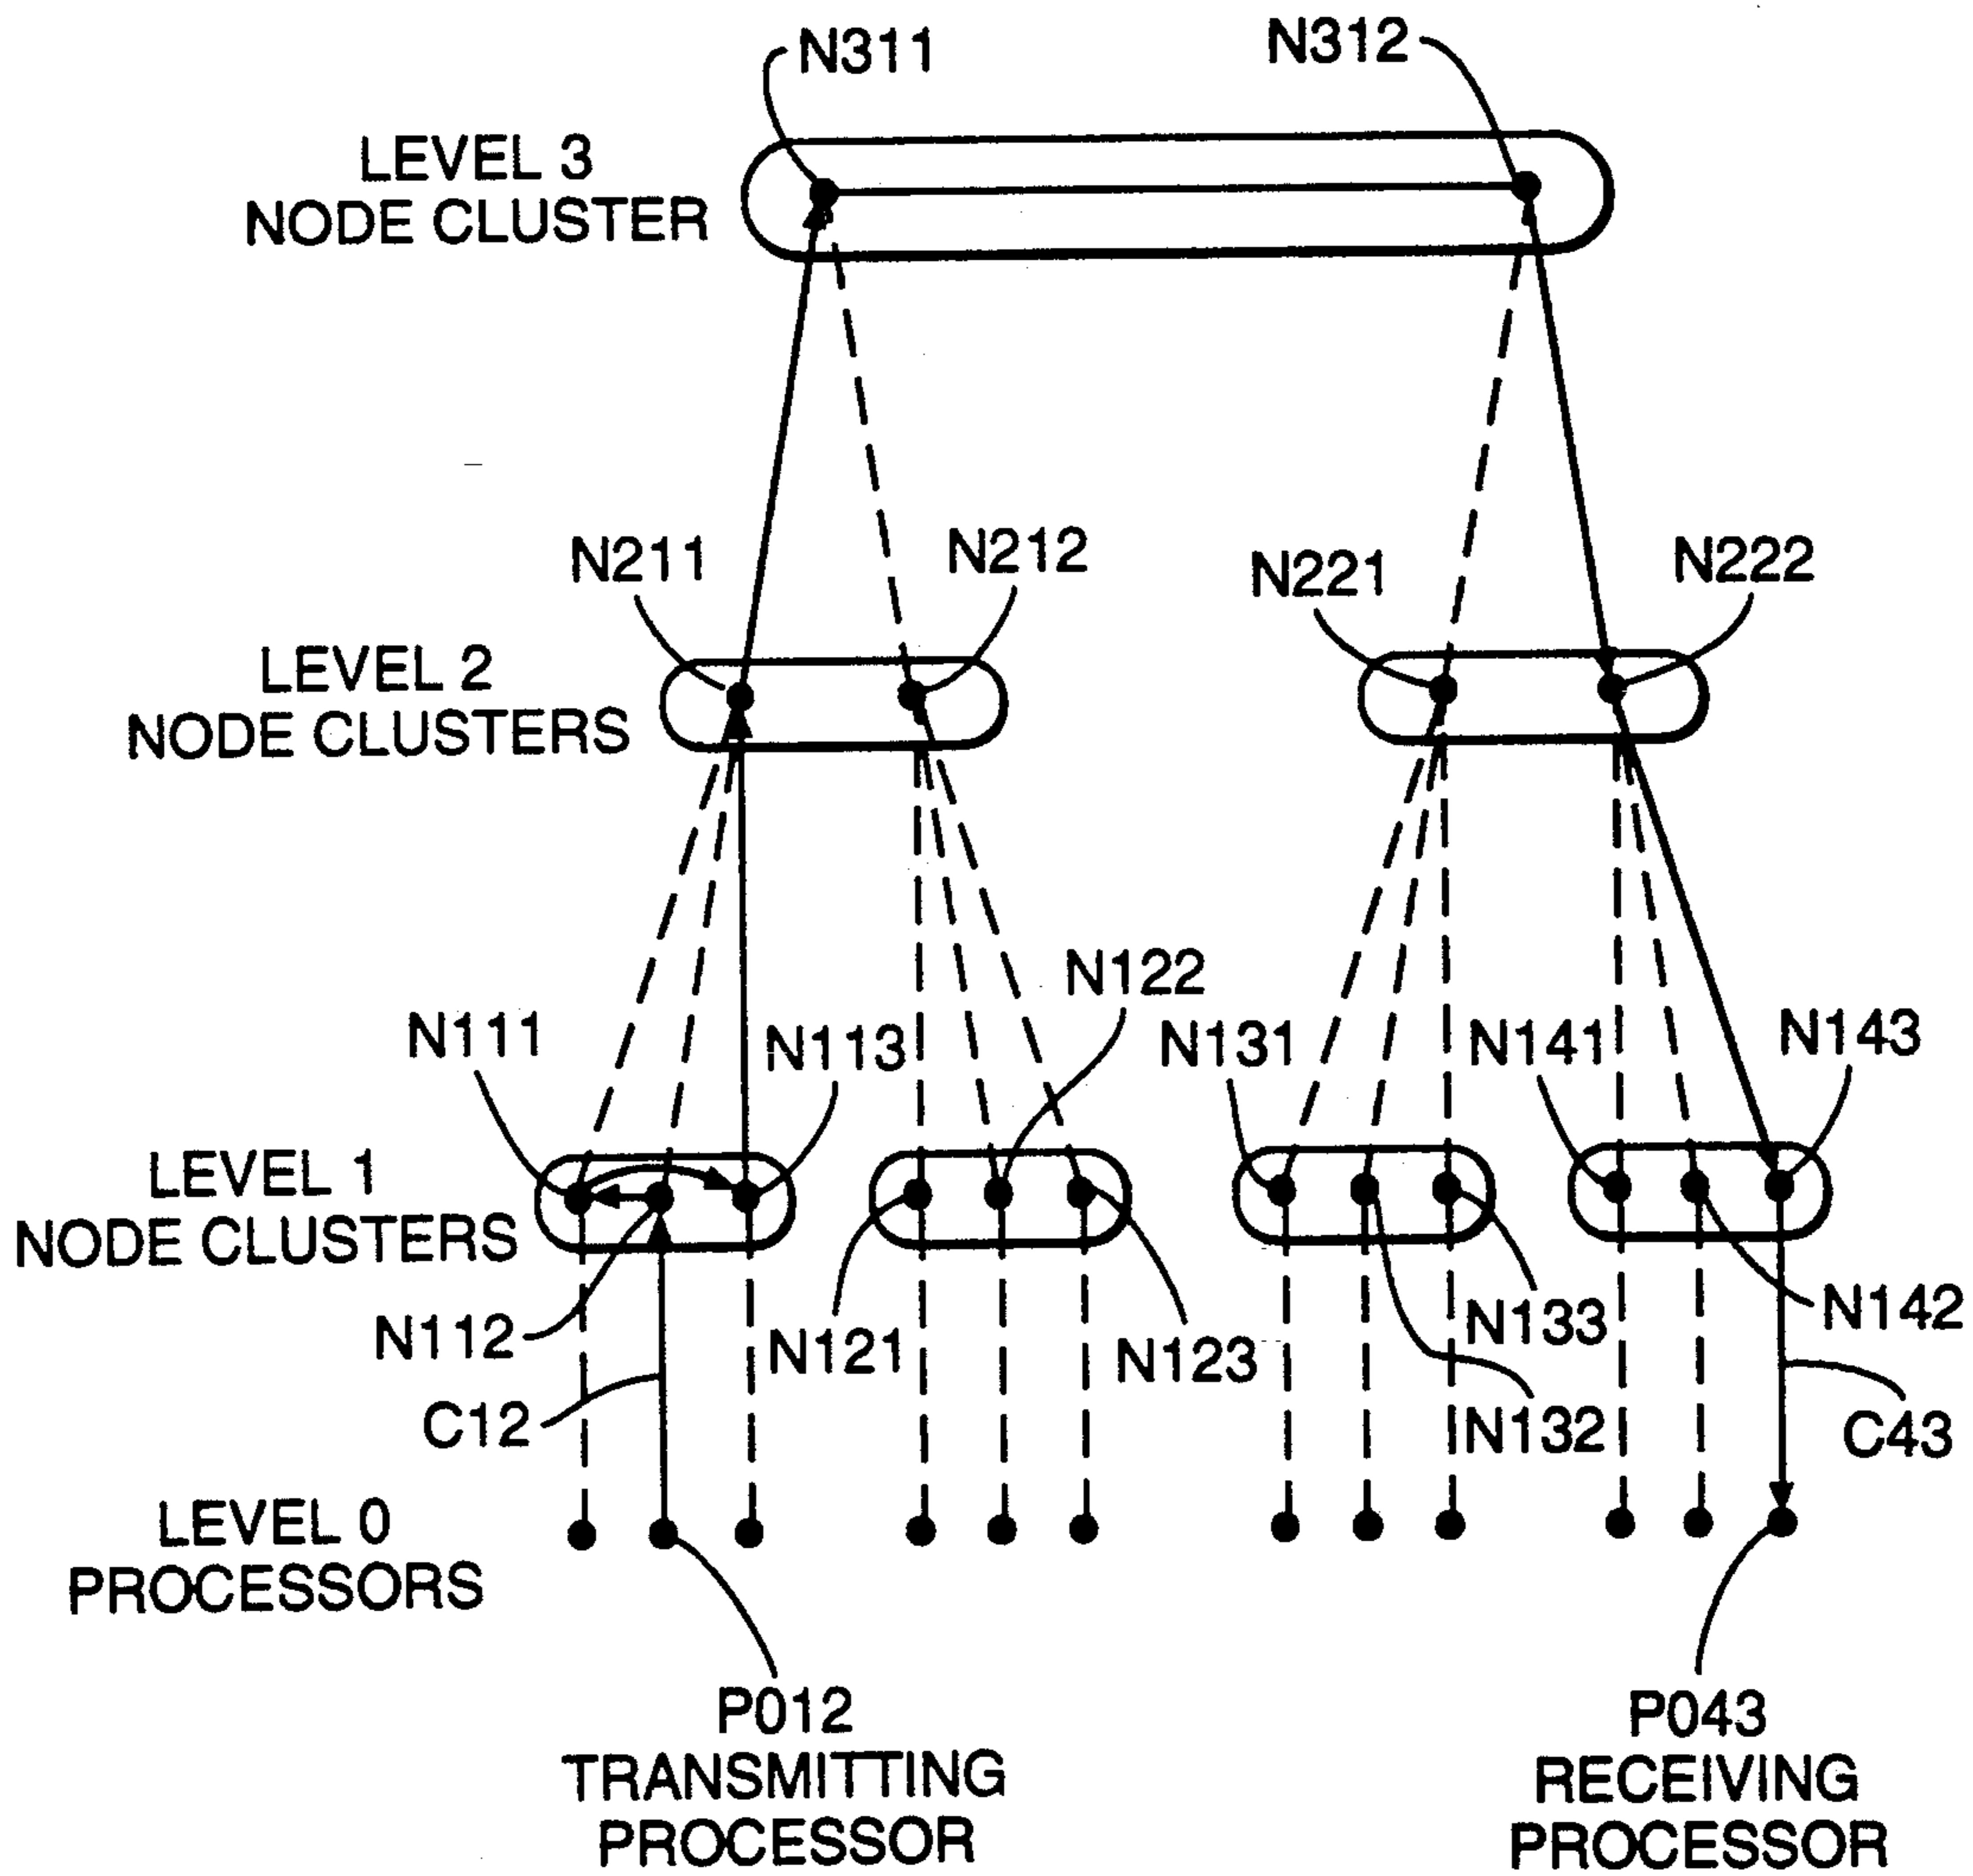 N311
N312
LEVEL 3
NODE CLUSTER
N211
N212
N221
N222
LEVEL 2
NODE CLUSTERS
N122
N111
N113
N131
N141
N143
LEVEL 1
NODE CLUSTERS
N112
N121
N123
N133
N142
C12
N132
C43
LEVEL 0
PROCESSORS
P012
TRANSMITTING
PROCESSOR
P043
RECEIVING
PROCESSOR